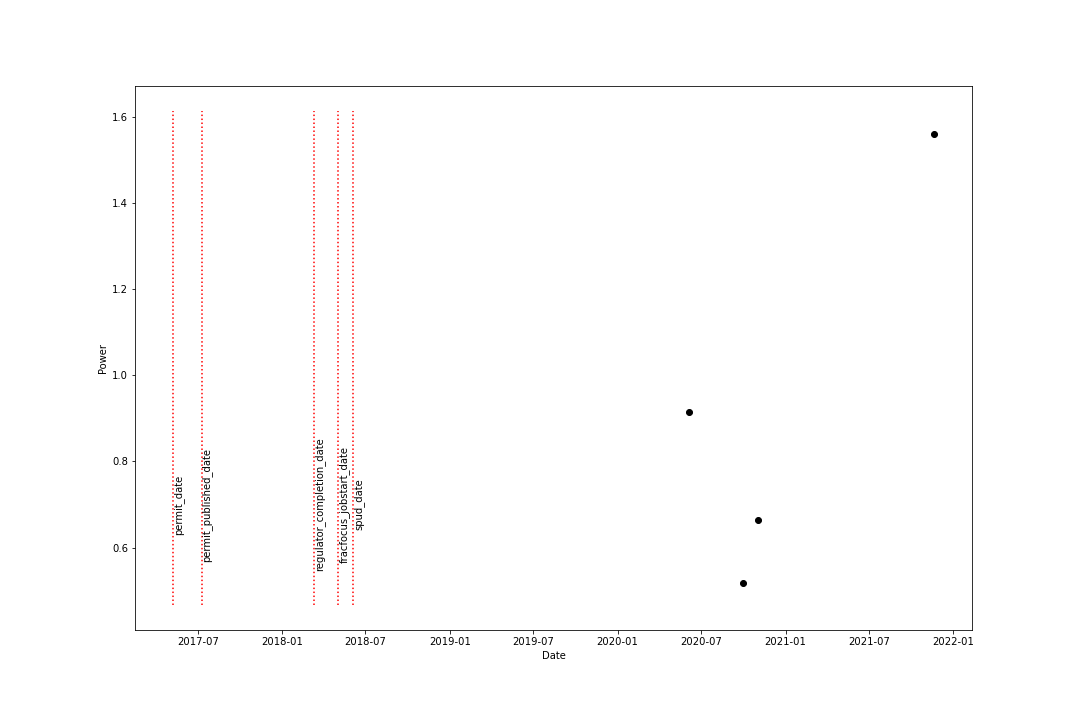 1.6
1.4
1.2
1.0
0.8
0.6
Power
permit_date
permit_published_date
regulator_completion_date
fracfocus_jobstart_date
spud_date
2017-07
2018-01
2018-07
2019-01
2019-07
2020-01
2020-07
2021-01
2021-07
2022-01
Date